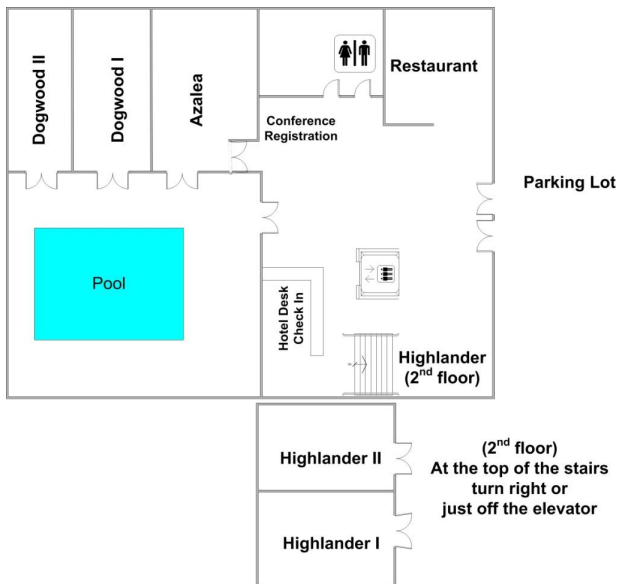 Dogwood II
Dogwood I
Azalea
Restaurant
Conference
Registration
Parking Lot
Pool
Hotel Desk
Check In
Highlander
(2nd floor)
Highlander II
(2nd floor)
At the top of the stairs
turn right or
just off the elevator
Highlander I